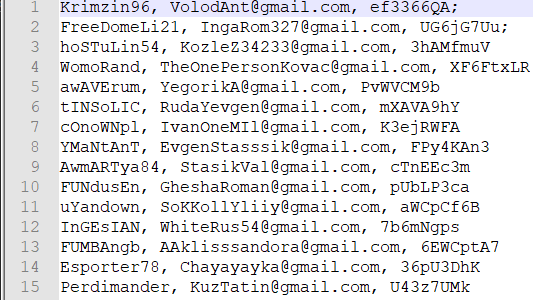 1 Krimzin96, VolodAnt@gmail.com, ef3366QA;
2 FreeDomeLi21, IngaRom327@gmail.com, UG6jG7Uu;
3 hoSTuLin54, KozleZ34233@gmail.com, 3hAMfmuV
4 WomoRand, TheOnePersonKovac@gmail.com, XF6FtxLR
5 awAVErum, YegorikA@gmail.com, PvWVCM9b
6 tINSoLIC, RudaYevgen@gmail.com, mXAVA9hY
7 cOnoWNpl, IvanOneMIl@gmail.com, K3ejRWFA
8 YMaNtAnT, EvgenStasssik@gmail.com, FPy4KAn3
9 AwmARTya84, StasikVal@gmail.com, cTnEEc3m
10 FUNdusEn, GheshaRoman@gmail.com, pUbLP3ca
11 uYandown, SoKKollYliiy@gmail.com, aWCpCf6B
12 InGEsIAN, WhiteRus54@gmail.com, 7b6mNgps
13 FUMBAngb, AAklisssandora@gmail.com, 6EWCptA7
14 Esporter78, Chayayayka@gmail.com, 36pU3DhK
15 Perdimander, KuzTatin@gmail.com, U43z7UMk